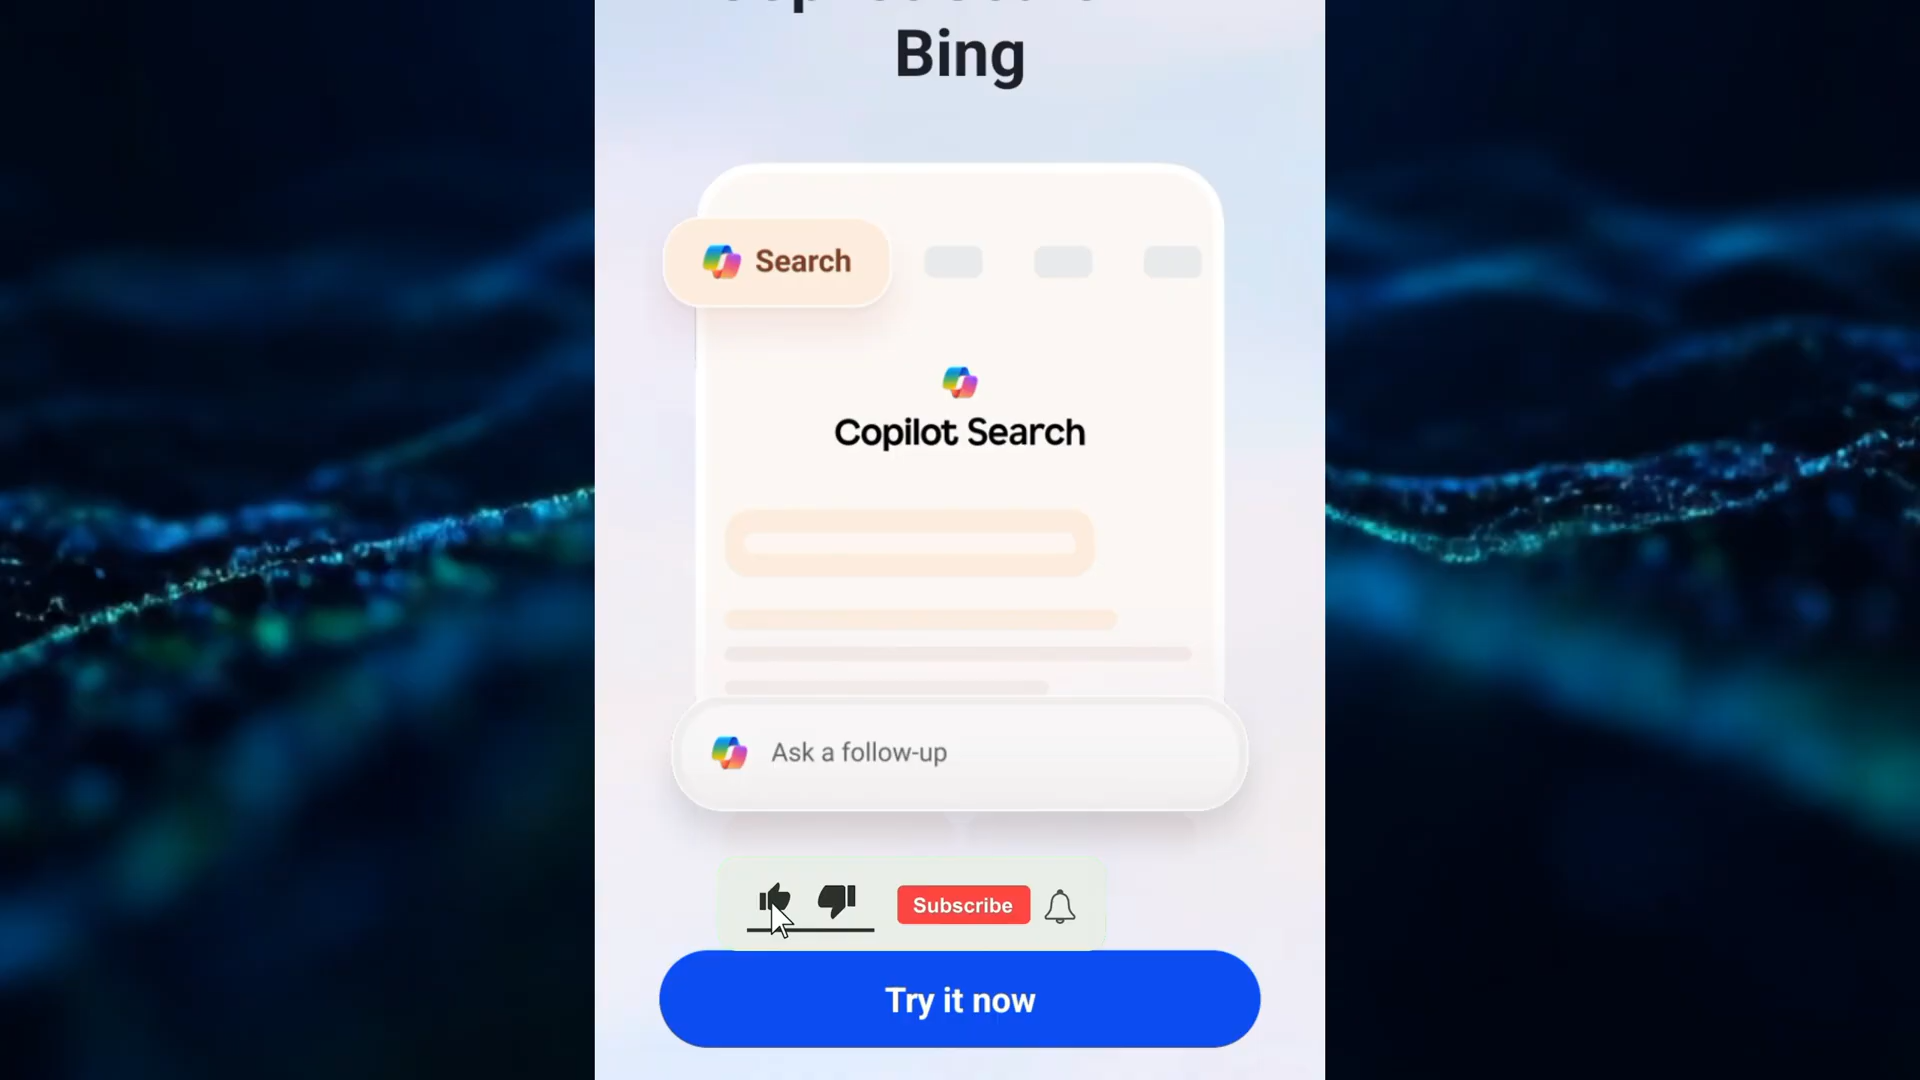 Bing
Search
Copilot Search
Ask a follow-up
Subscribe
Try it now